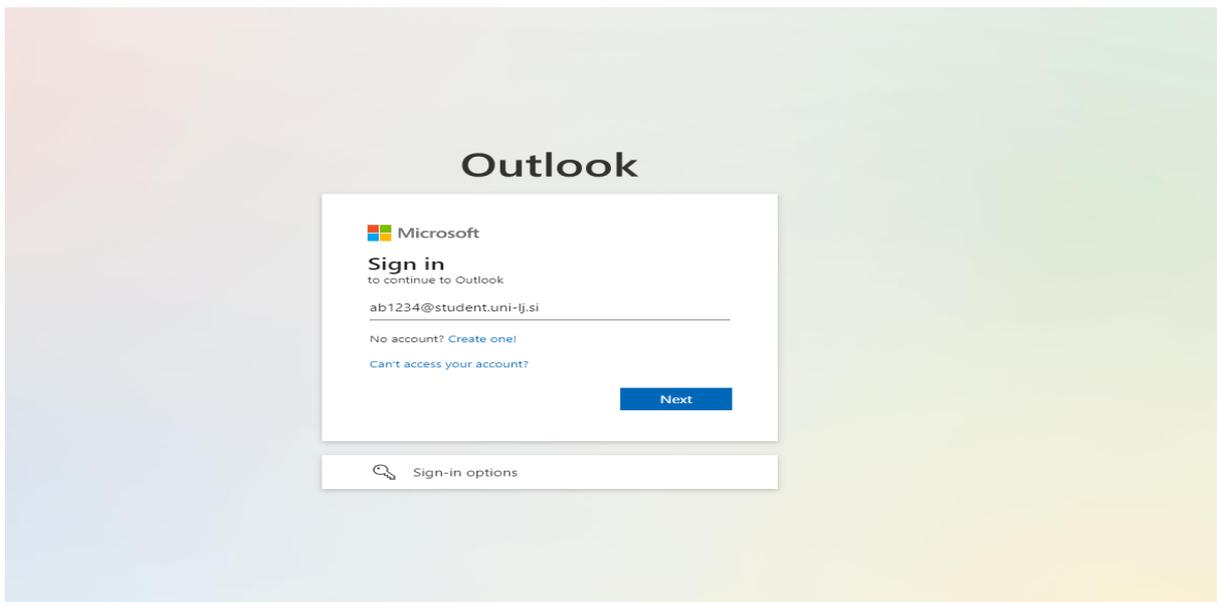 Outlook
Microsoft
Sign in
to continue to Outlook
ab1234@student.uni-lj.si
No account? Create one!
Can't access your account?
Next
Sign-in options